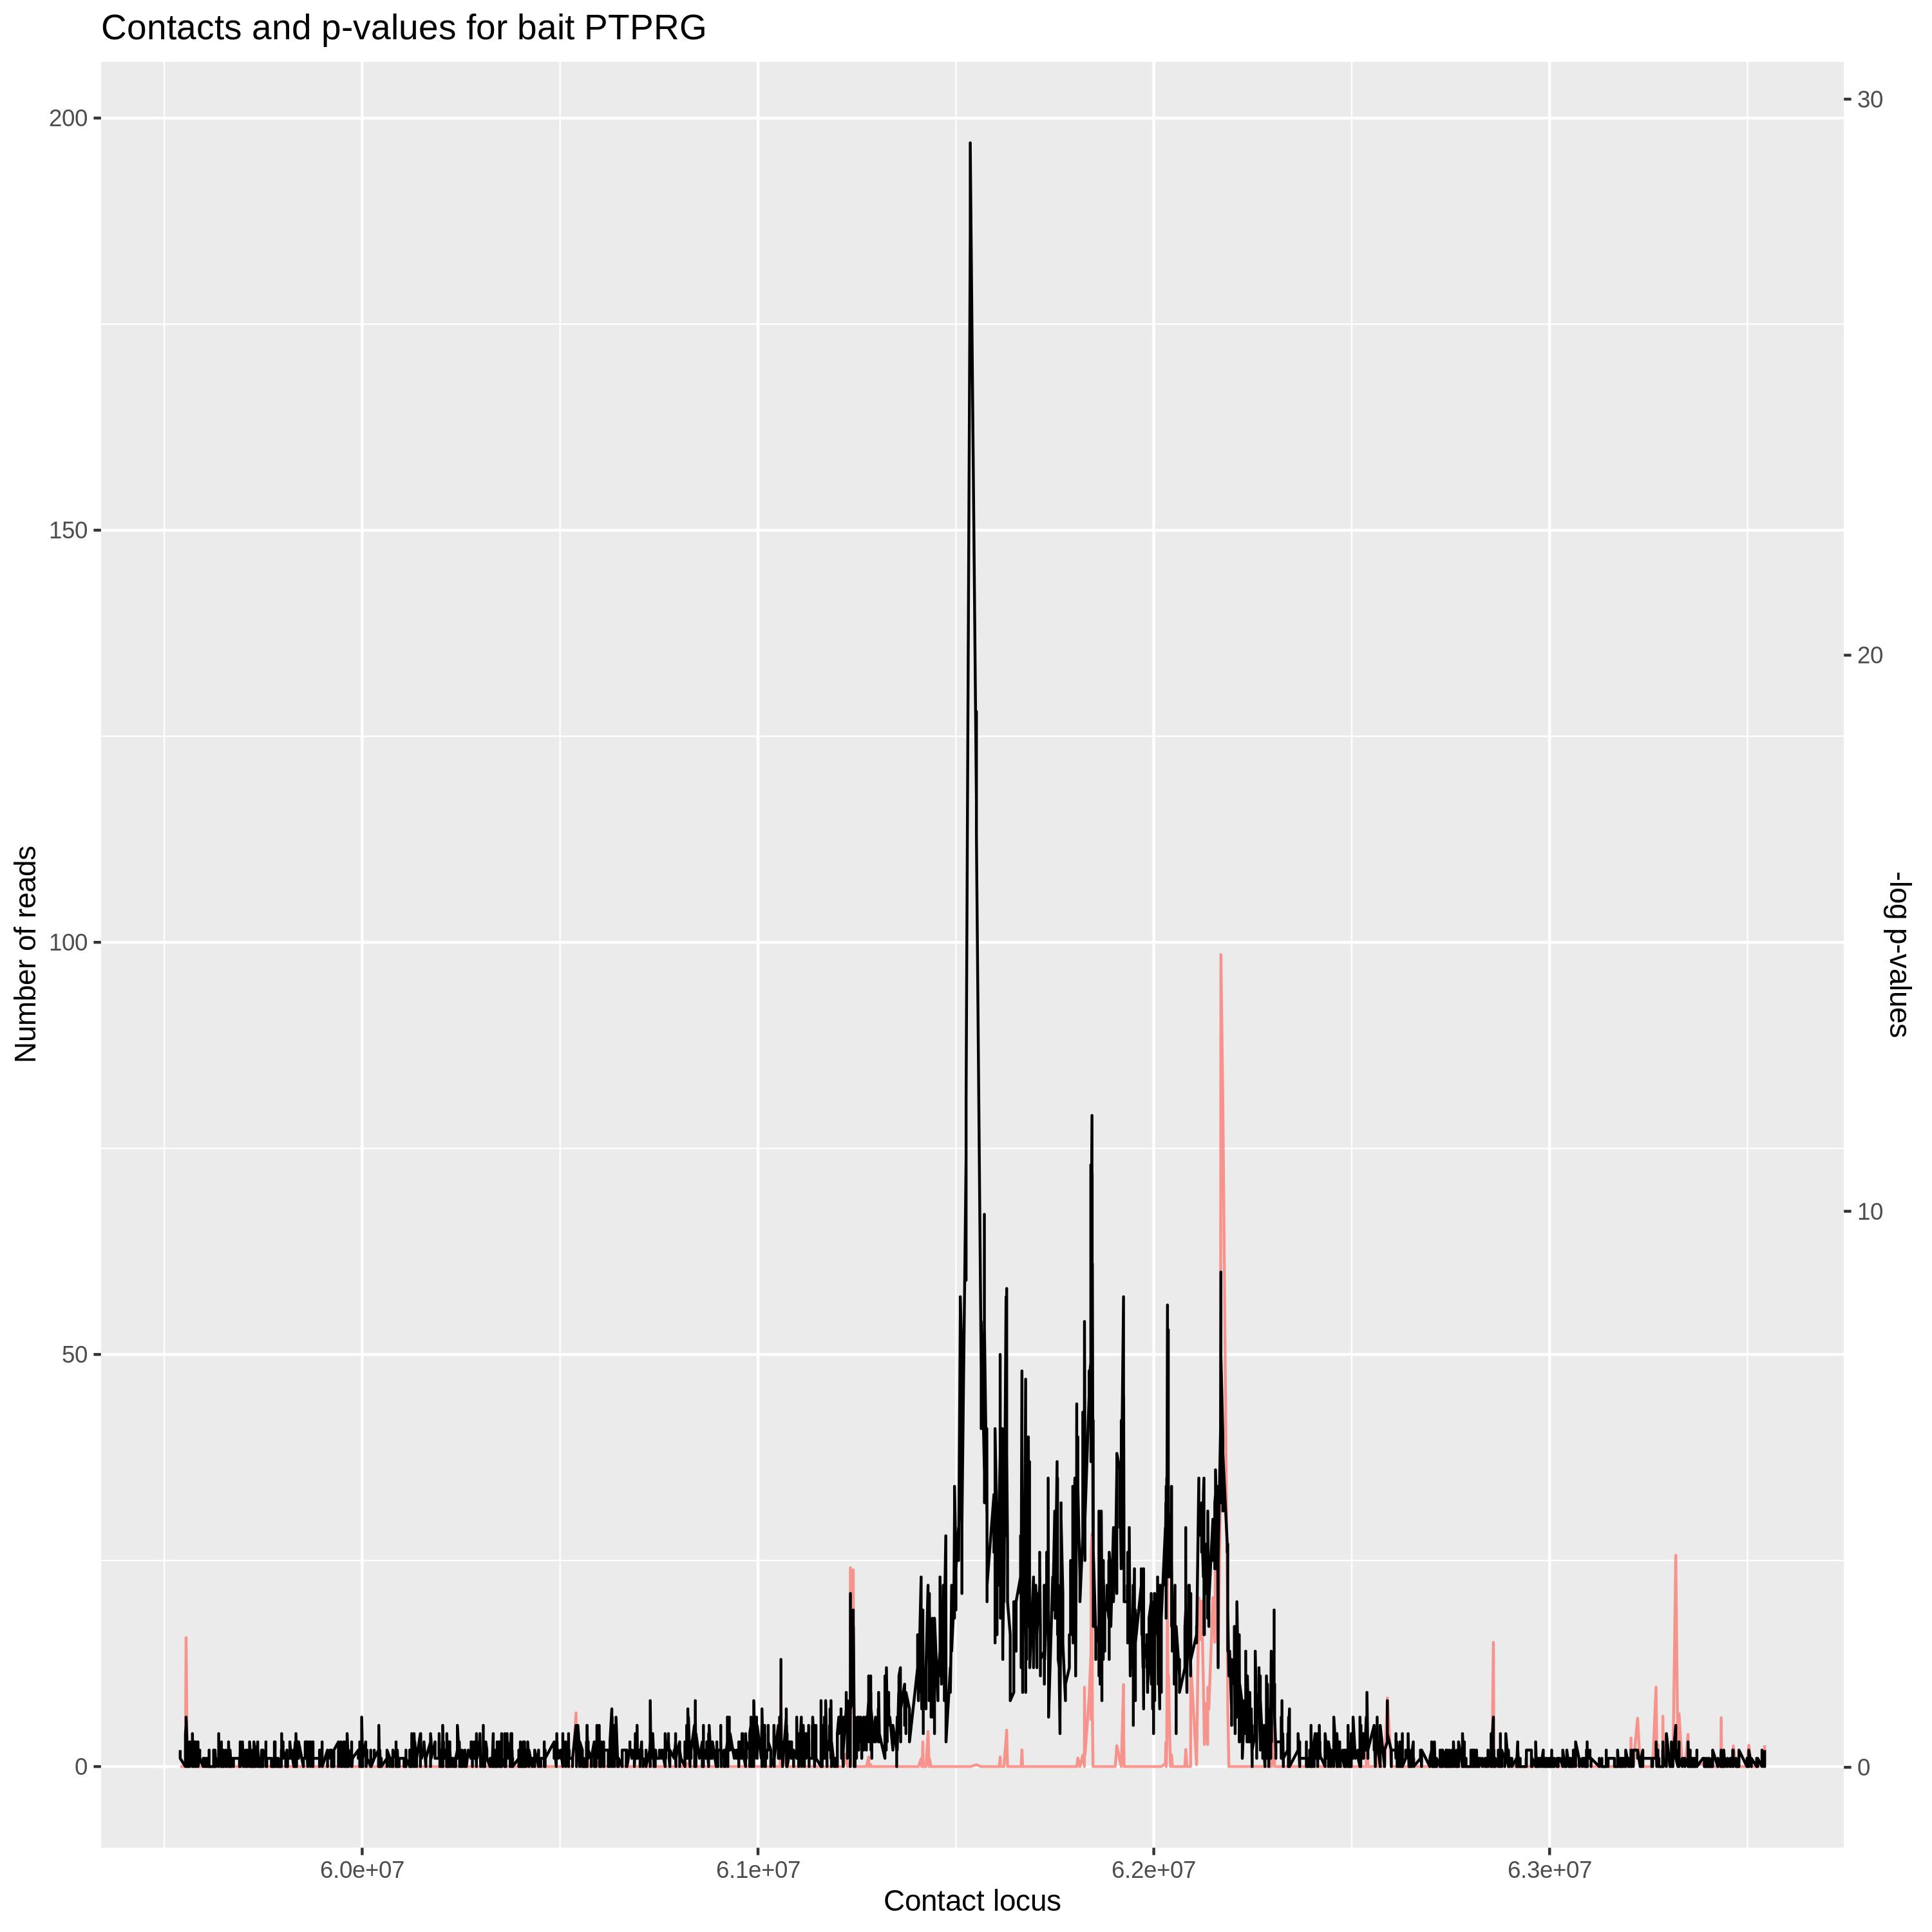 Contacts and p-values for bait PTPRG
200
150
100
50
0
Number of reads
30
20
10
0
-log p-values
6.0e+07
6.1e+07
6.2e+07
6.3e+07
Contact locus